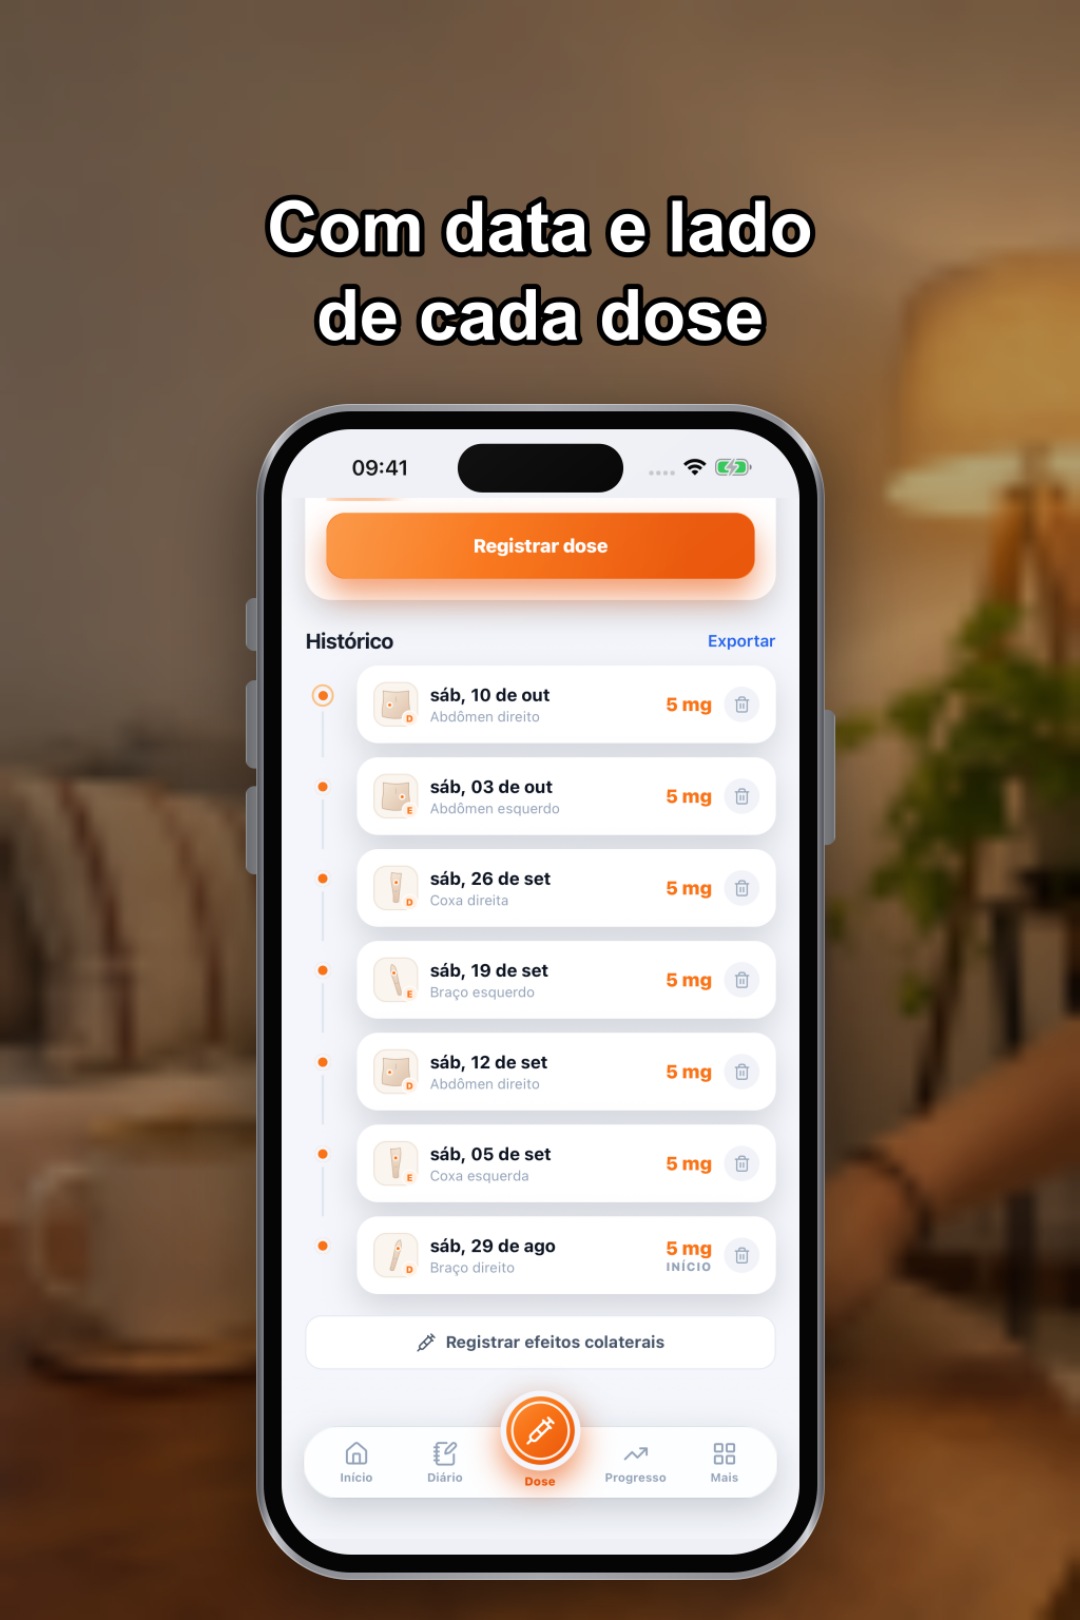 Com data e lado
de cada dose
09:41
Registrar dose
Histórico
Exportar
sáb, 10 de out
Abdômen direito
5 mg
D
sáb, 03 de out
Abdômen esquerdo
5 mg
E
sáb, 26 de set
Coxa direita
5 mg
D
sáb, 19 de set
Braço esquerdo
5 mg
E
sáb, 12 de set
Abdômen direito
5 mg
D
sáb, 05 de set
Coxa esquerda
5 mg
E
sáb, 29 de ago
Braço direito
5 mg
INÍCIO
D
Registrar efeitos colaterais
Início
Diário
Dose
Progresso
Mais